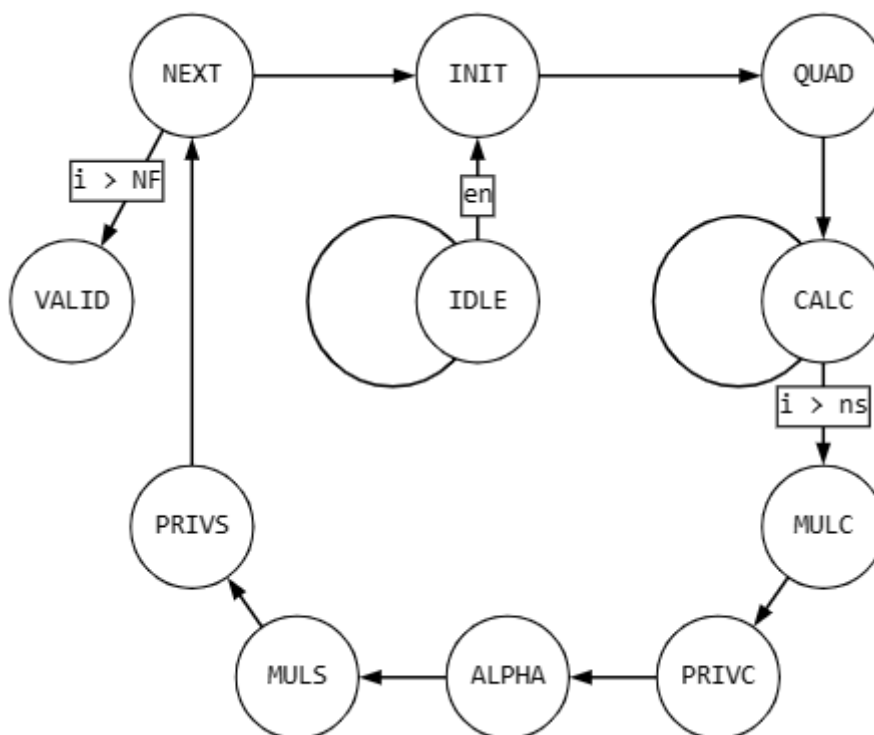 NEXT
INIT
QUAD
i > NF
en
VALID
IDLE
CALC
i > ns
PRIVS
MULC
MULS
ALPHA
PRIVC